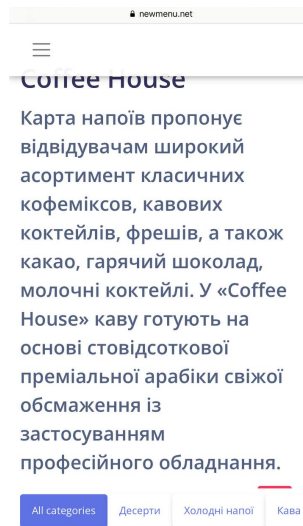 newmenu.net
Coffee House
Карта напоїв пропонує
відвідувачам широкий
асортимент класичних
кофеміксов, кавових
коктейлів, фрешів, а також
какао, гарячий шоколад,
молочні коктейлі. У «Coffee
House» каву готують на
основі стовідсоткової
преміальної арабіки свіжої
обсмаження із
застосуванням
професійного обладнання.
All categories Десерти Холодні напої Кава